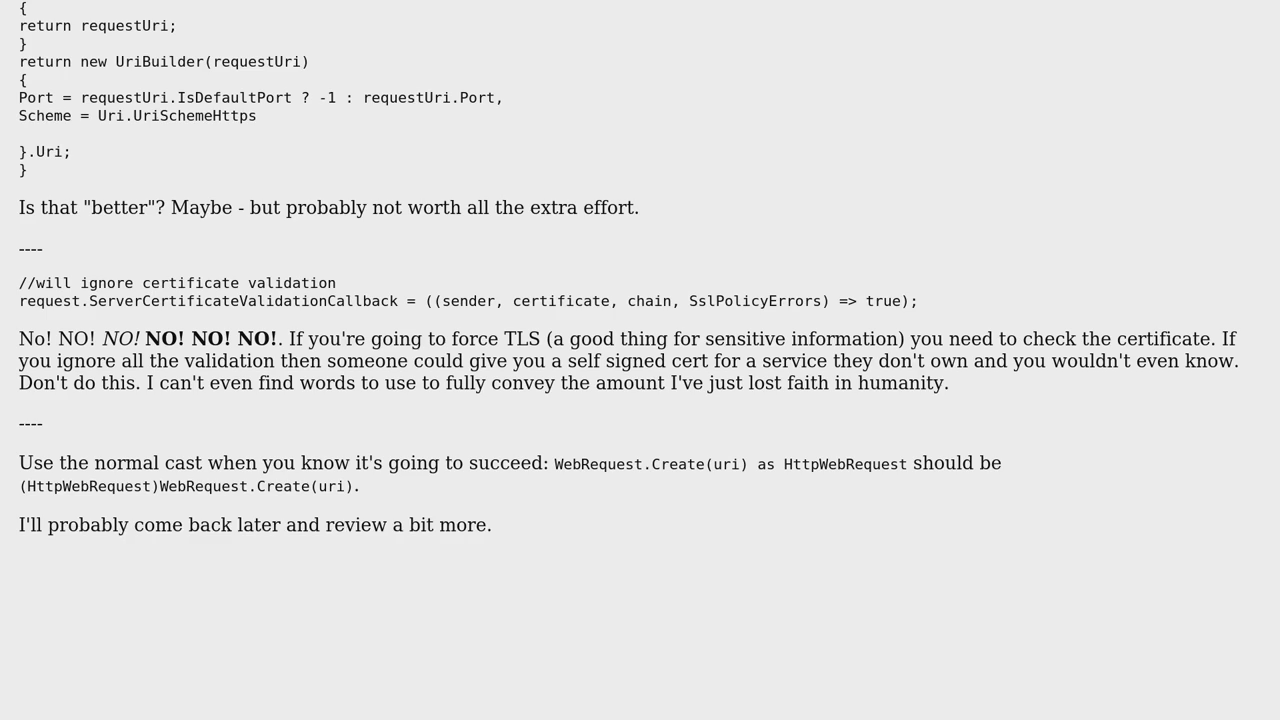 {
return requestUri;
}
return new UriBuilder(requestUri)
{
Port = requestUri.IsDefaultPort ? -1 : requestUri.Port,
Scheme = Uri.UriSchemeHttps
}.Uri;
}
Is that "better"? Maybe - but probably not worth all the extra effort.
----
//will ignore certificate validation
request.ServerCertificateValidationCallback = ((sender, certificate, chain, SslPolicyErrors) => true);
No! NO! NO! NO! NO! NO!. If you're going to force TLS (a good thing for sensitive information) you need to check the certificate. If
you ignore all the validation then someone could give you a self signed cert for a service they don't own and you wouldn't even know.
Don't do this. I can't even find words to use to fully convey the amount I've just lost faith in humanity.
----
Use the normal cast when you know it's going to succeed: WebRequest.Create(uri) as HttpWebRequest should be
(HttpWebRequest)WebRequest.Create(uri).
I'll probably come back later and review a bit more.